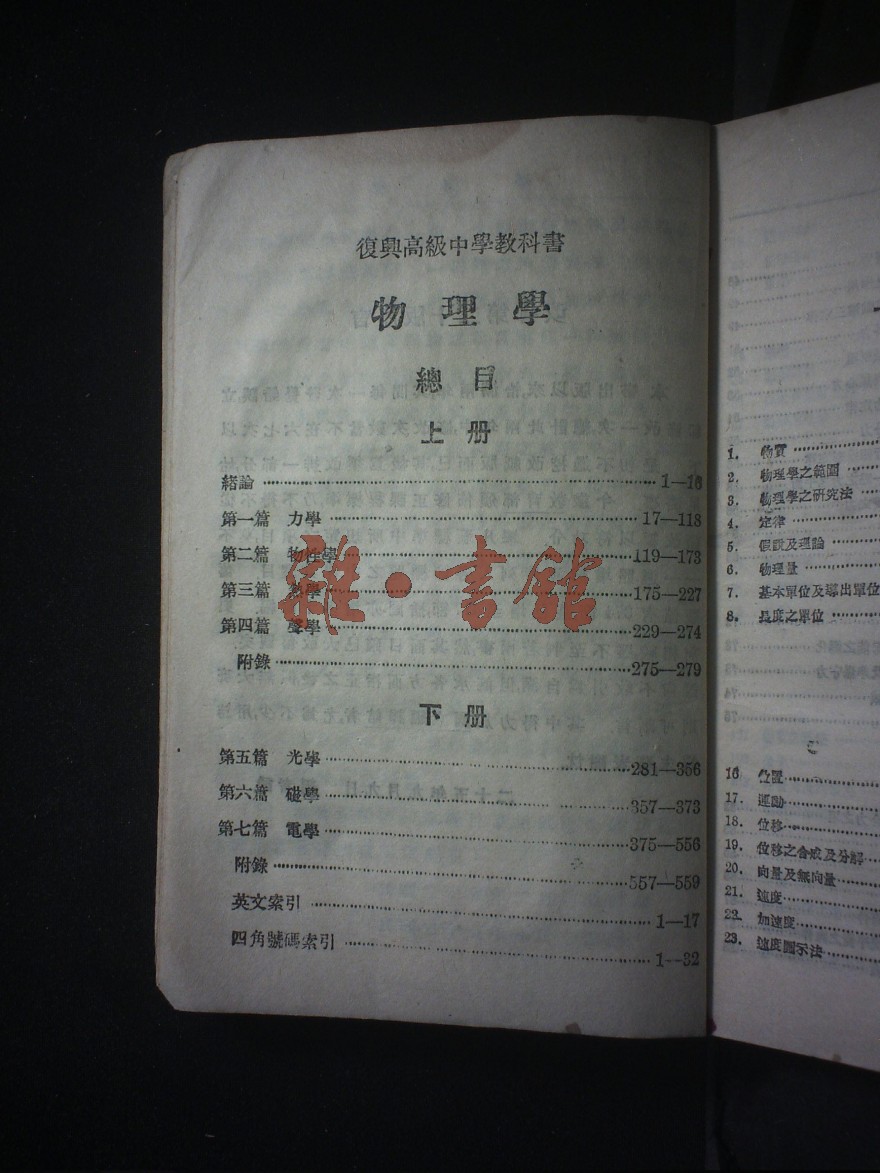 復興高級中學教科書
物理學
總目
上册
緒論 1—16
第一篇 力學 17—118
第二篇 物性學 119—173
第三篇 熱學 175—227
第四篇 聲學 229—274
附錄 275—279
下册
第五篇 光學 281—356
第六篇 磁學 357—373
第七篇 電學 375—556
附錄 557—559
英文索引 1—17
四角號碼索引 1—32
雜·書館
1. 物質
2. 物理學之範圍
3. 物理學之研究法
4. 定律
5. 假說及理論
6. 物理量
7. 基本單位及導出單位
8. 長度之單位
16 位置
17. 運動
18. 位移
19. 位移之合成及分解
20. 向量及無向量
21. 速度
22. 加速度
23. 速度圖示法